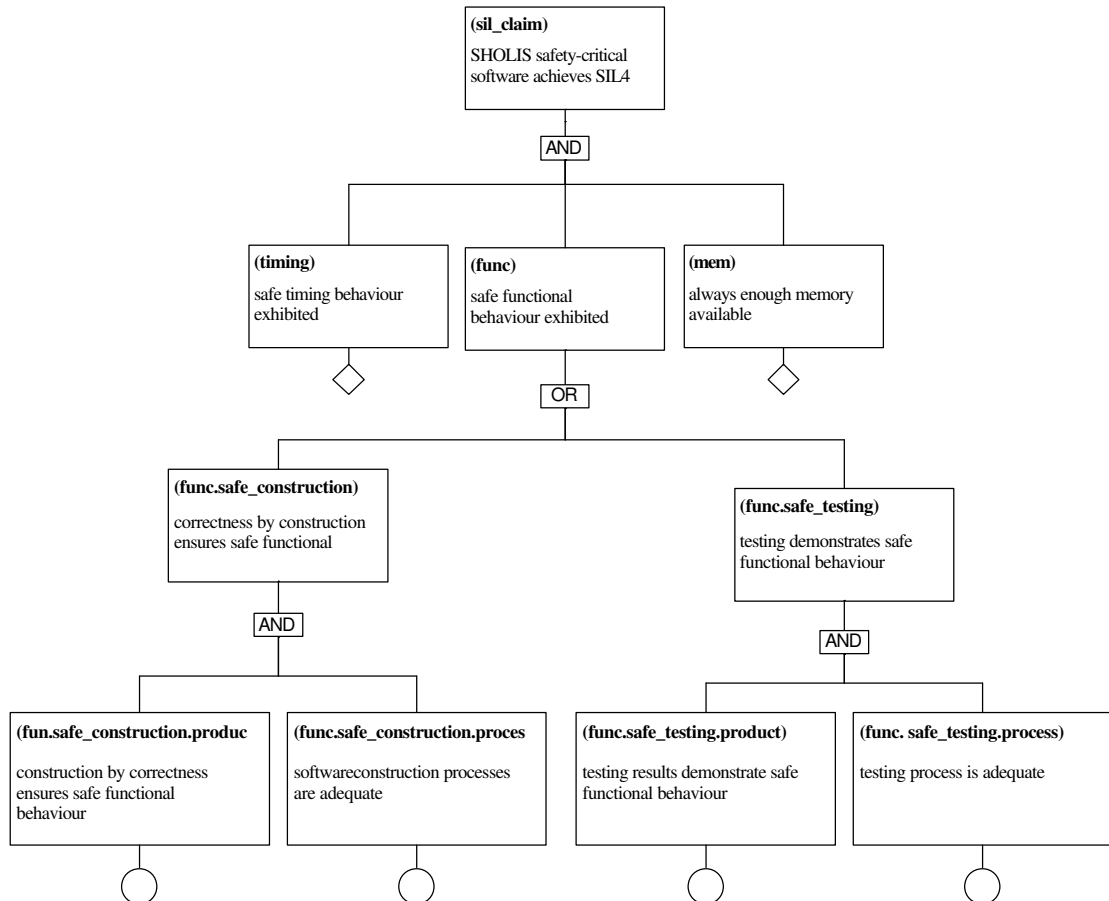 (sil_claim)
SHOLIS safety-critical
software achieves SIL4
AND
(timing)
safe timing behaviour
exhibited
(func)
safe functional
behaviour exhibited
(mem)
always enough memory
available
OR
(func.safe_construction)
correctness by construction
ensures safe functional
(func.safe_testing)
testing demonstrates safe
functional behaviour
AND
AND
(fun.safe_construction.produc
construction by correctness
ensures safe functional
behaviour
(func.safe_construction.proces
softwareconstruction processes
are adequate
(func.safe_testing.product)
testing results demonstrate safe
functional behaviour
(func. safe_testing.process)
testing process is adequate